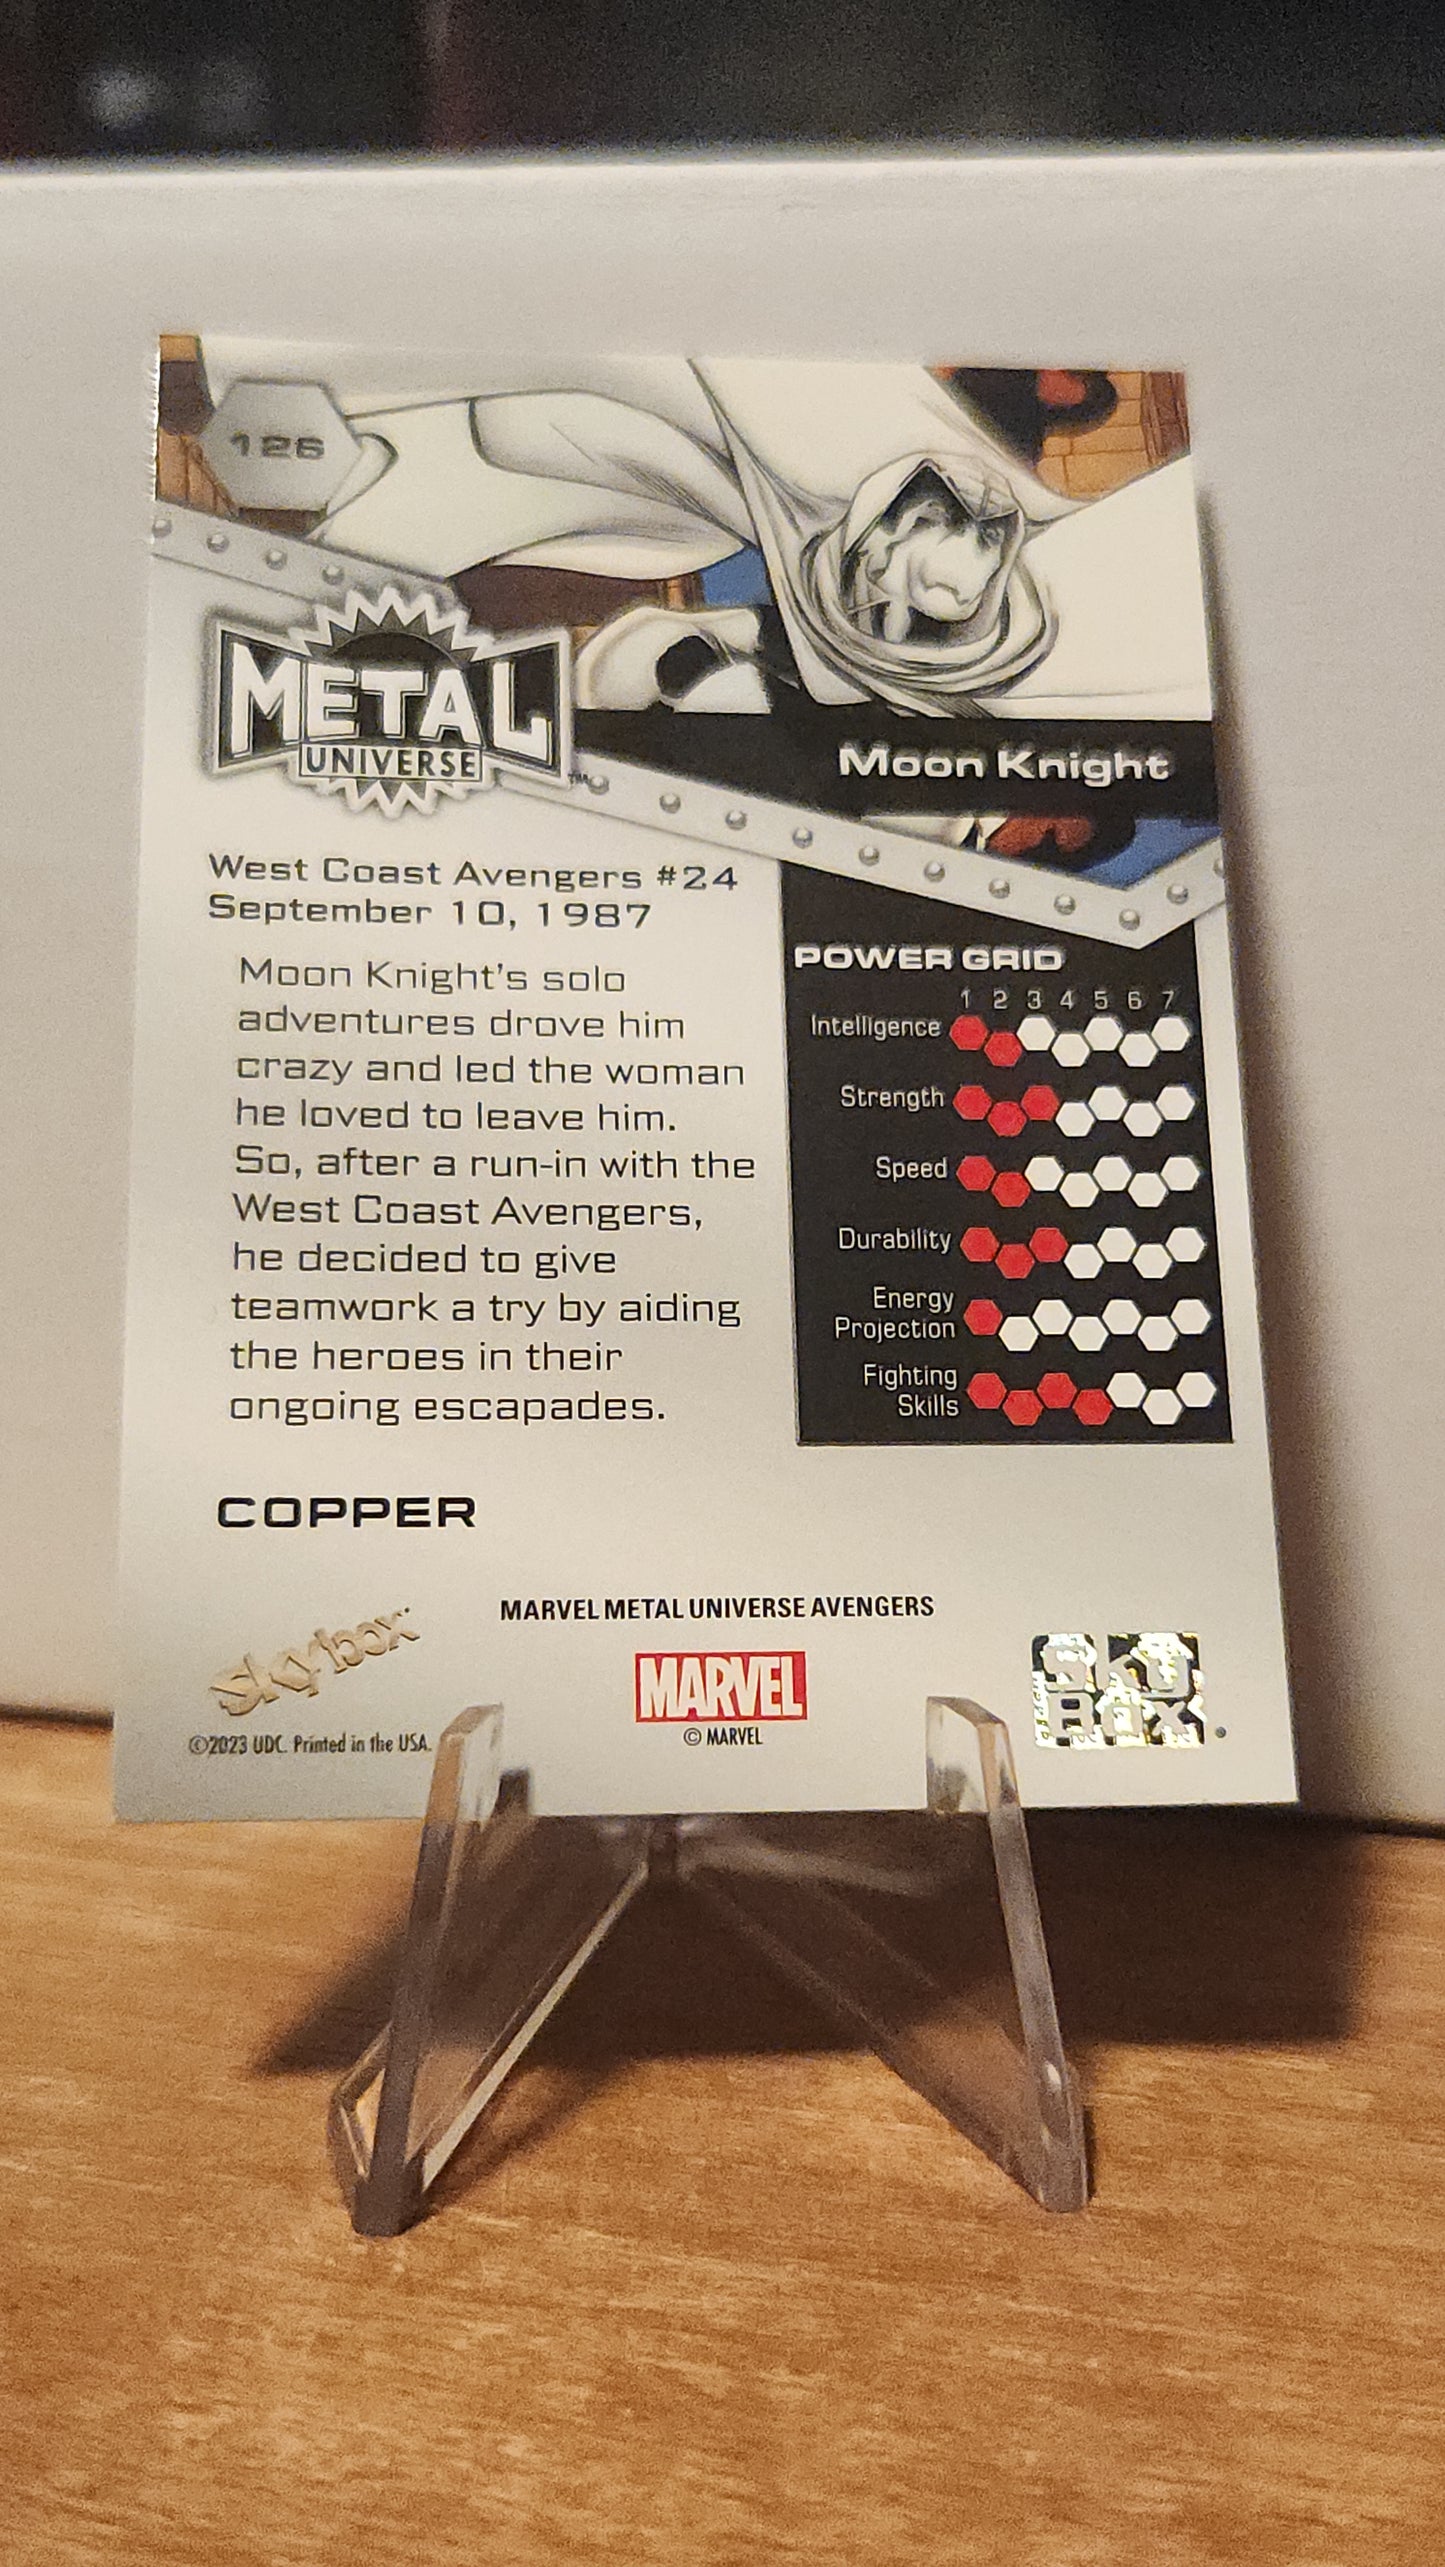 126
METAL
UNIVERSE
™
Moon Knight
West Coast Avengers #24
September 10, 1987
Moon Knight's solo
adventures drove him
crazy and led the woman
he loved to leave him.
So, after a run-in with the
West Coast Avengers,
he decided to give
teamwork a try by aiding
the heroes in their
ongoing escapades.
POWER GRID
1 2 3 4 5 6 7
Intelligence
Strength
Speed
Durability
Energy
Projection
Fighting
Skills
COPPER
MARVEL METAL UNIVERSE AVENGERS
Skybox
©2023 UDC. Printed in the USA.
MARVEL
© MARVEL
Sky
Box